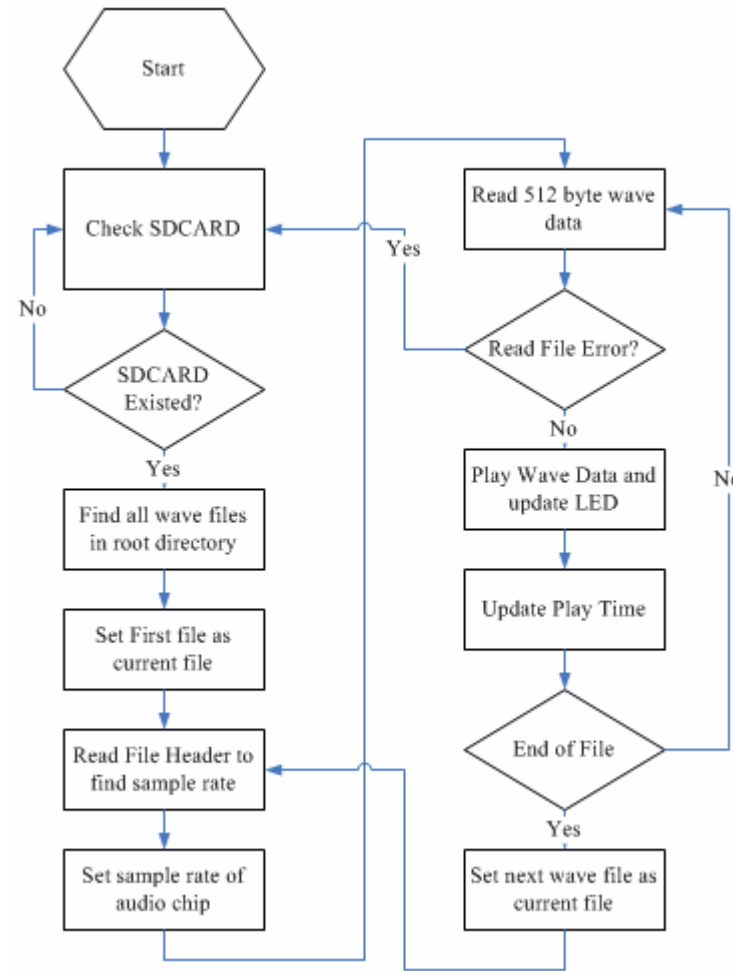 Start
Check SDCARD
No
SDCARD
Existed?
Yes
Find all wave files
in root directory
Set First file as
current file
Read File Header to
find sample rate
Set sample rate of
audio chip
Read 512 byte wave
data
Yes
Read File Error?
No
Play Wave Data and
update LED
Update Play Time
No
End of File
Yes
Set next wave file as
current file